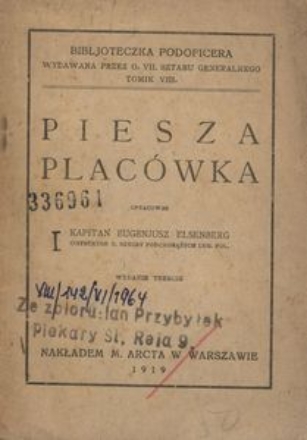 BIBLJOTECZKA PODOFICERA
WYDAWANA PRZEZ O. VII. SZTABU GENERALNEGO
TOMIK VIII.
PIESZA
PLACÓWKA
336961
OPRACOWAŁ
I KAPITAN EUGENJUSZ ELSENBERG
WYDANIE TRZECIE
VIII/142/VI/1964
Ze zbioru: Jan Przybyłek
Piekary Śl, Reja 9.
NAKŁADEM M. ARCTA W WARSZAWIE
1919